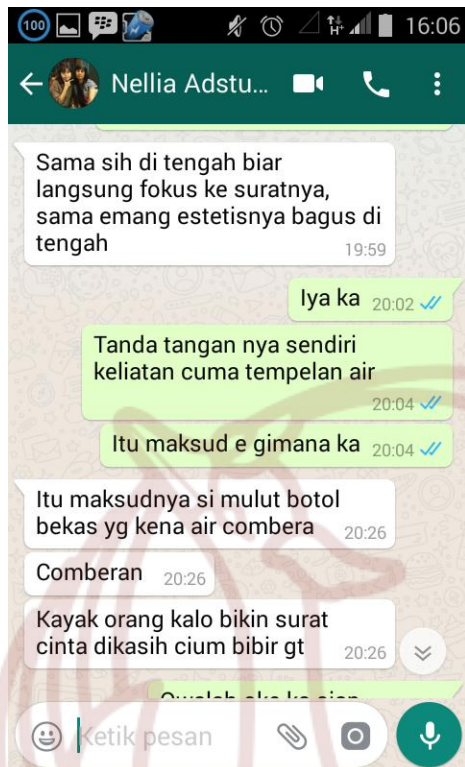 100
16:06
Nellia Adstu...
Sama sih di tengah biar
langsung fokus ke suratnya,
sama emang estetisnya bagus di
tengah
19:59
Iya ka 20:02
Tanda tangan nya sendiri
keliatan cuma tempelan air
20:04
Itu maksud e gimana ka 20:04
Itu maksudnya si mulut botol
bekas yg kena air combera 20:26
Comberan 20:26
Kayak orang kalo bikin surat
cinta dikasih cium bibir gt 20:26
Ketik pesan